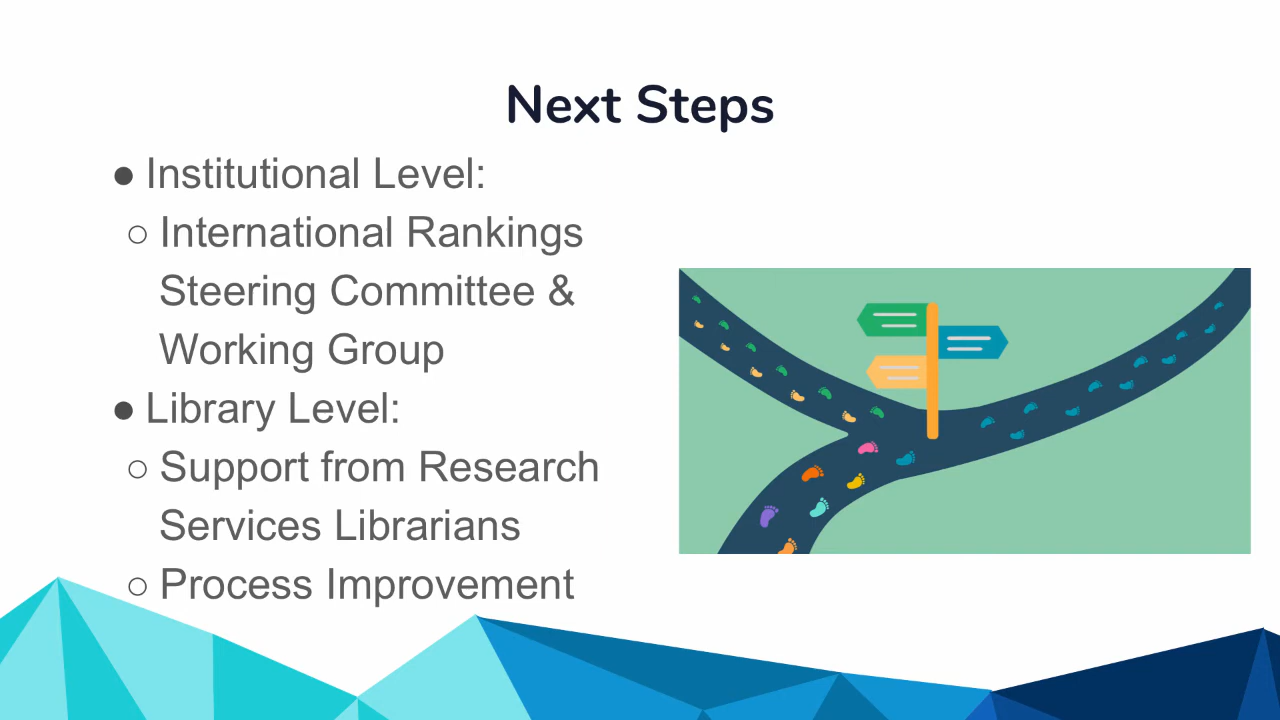 Next Steps
● Institutional Level:
○ International Rankings
Steering Committee &
Working Group
● Library Level:
○ Support from Research
Services Librarians
○ Process Improvement